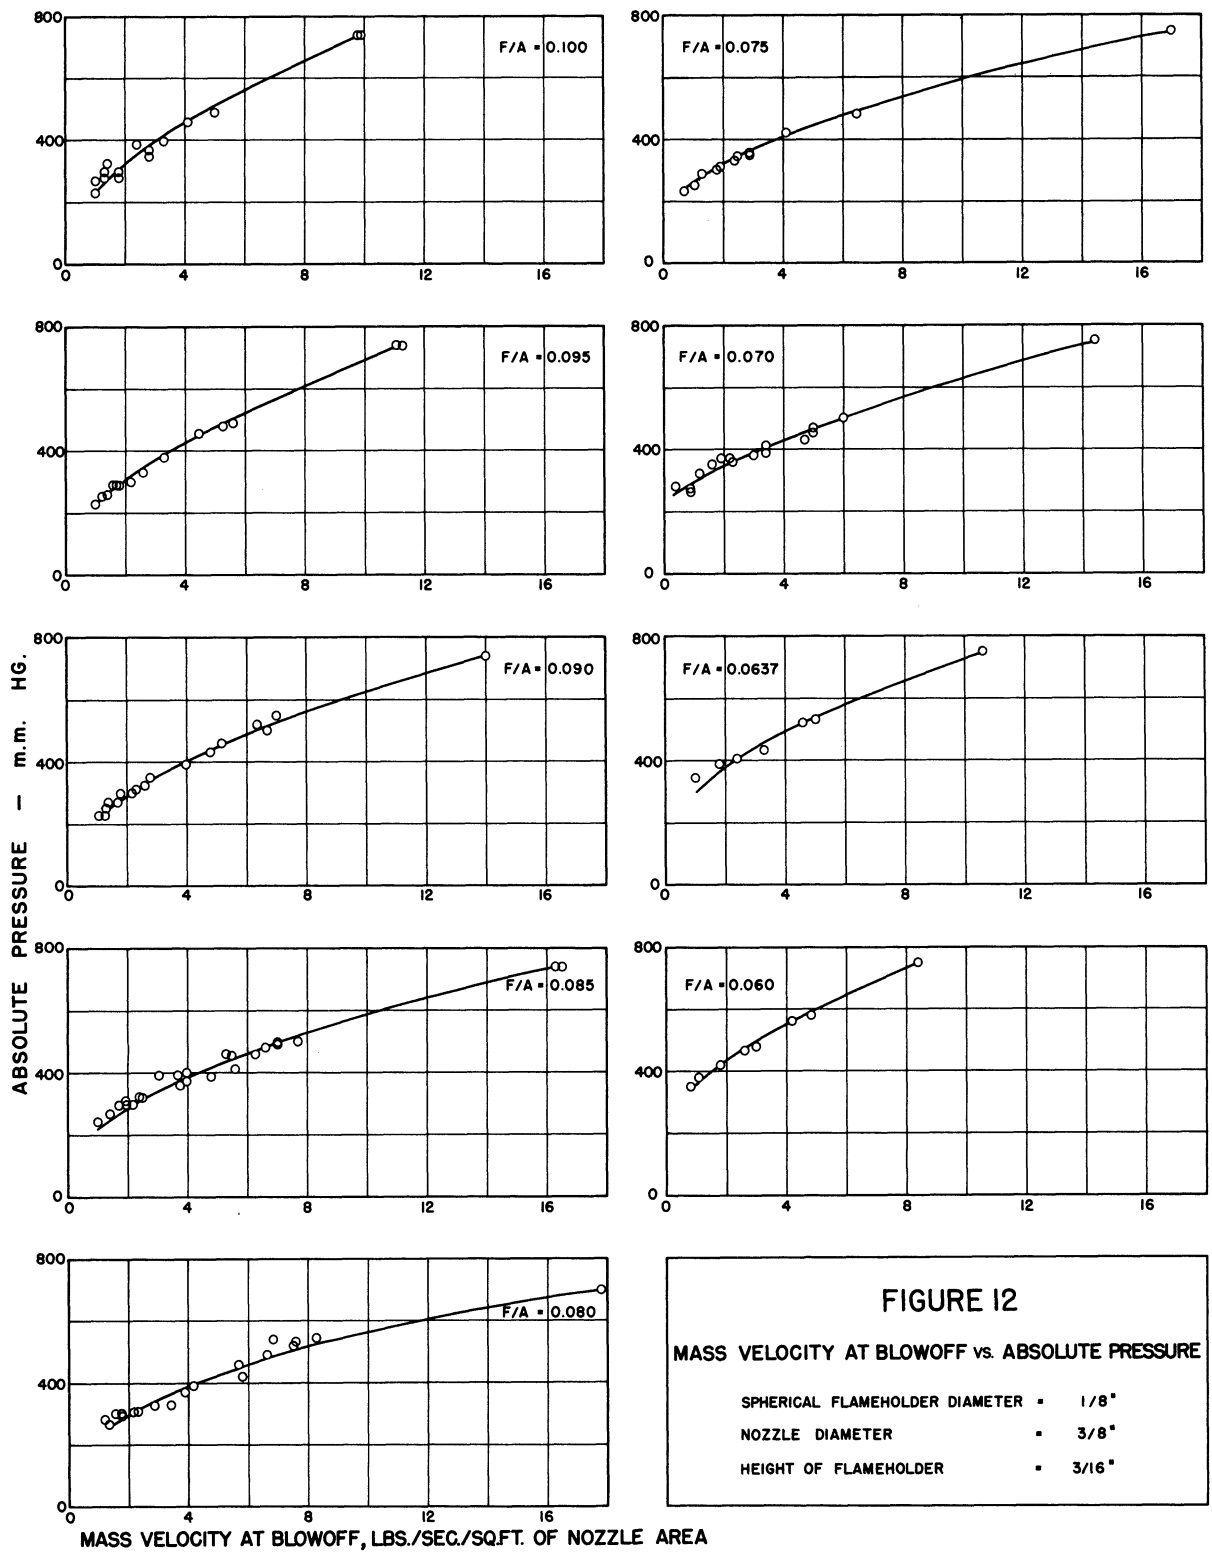 800
400
0
F/A = 0.100
0 4 8 12 16
800
400
0
F/A = 0.095
0 4 8 12 16
800
400
0
F/A = 0.090
0 4 8 12 16
800
400
0
F/A = 0.085
0 4 8 12 16
800
400
0
F/A = 0.080
0 4 8 12 16
800
400
0
F/A = 0.075
0 4 8 12 16
800
400
0
F/A = 0.070
0 4 8 12 16
800
400
0
F/A = 0.0637
0 4 8 12 16
800
400
0
F/A = 0.060
0 4 8 12 16
ABSOLUTE PRESSURE — m.m. HG.
MASS VELOCITY AT BLOWOFF, LBS./SEC./SQ.FT. OF NOZZLE AREA
FIGURE 12
MASS VELOCITY AT BLOWOFF VS. ABSOLUTE PRESSURE
SPHERICAL FLAMEHOLDER DIAMETER = 1/8"
NOZZLE DIAMETER = 3/8"
HEIGHT OF FLAMEHOLDER = 3/16"